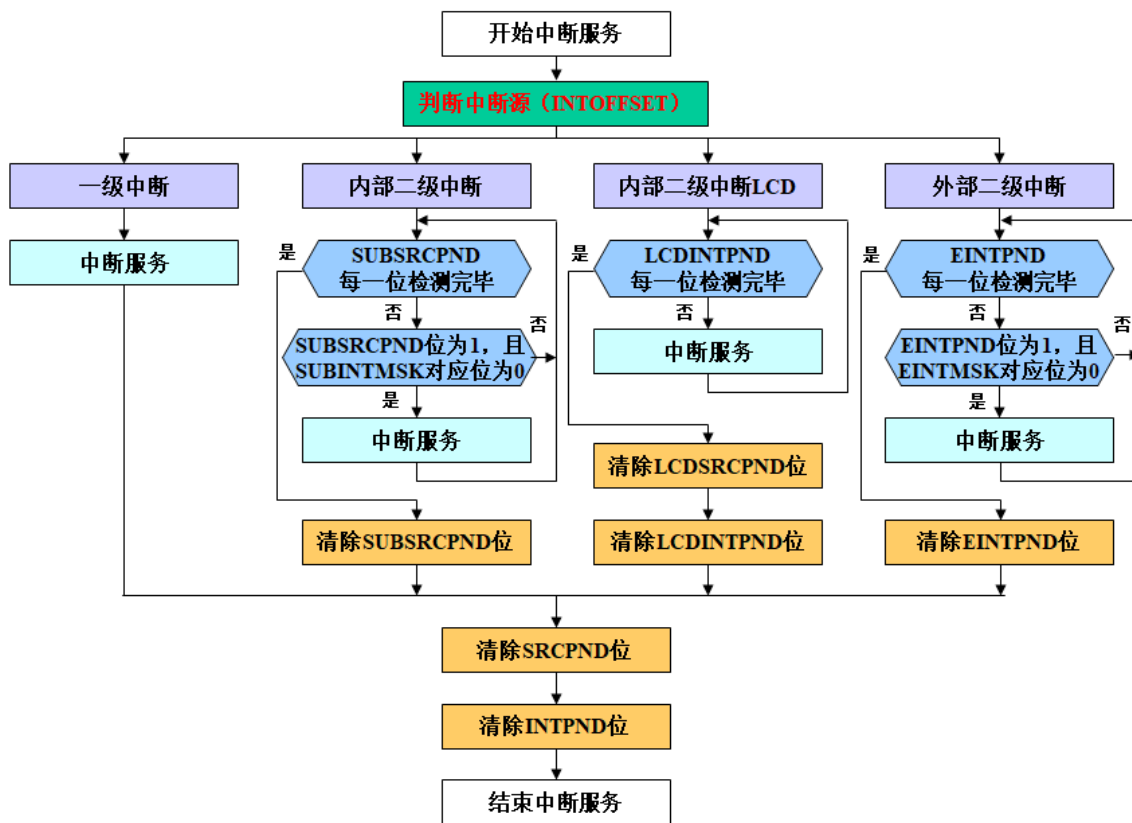 开始中断服务
判断中断源（INTOFFSET）
一级中断
内部二级中断
内部二级中断LCD
外部二级中断
中断服务
是
SUBSRCPND
每一位检测完毕
否
否
SUBSRCPND位为1，且
SUBINTMSK对应位为0
是
中断服务
清除SUBSRCPND位
是
LCDINTPND
每一位检测完毕
否
中断服务
清除LCDSRCPND位
清除LCDINTPND位
是
EINTPND
每一位检测完毕
否
否
EINTPND位为1，且
EINTMSK对应位为0
是
中断服务
清除EINTPND位
清除SRCPND位
清除INTPND位
结束中断服务